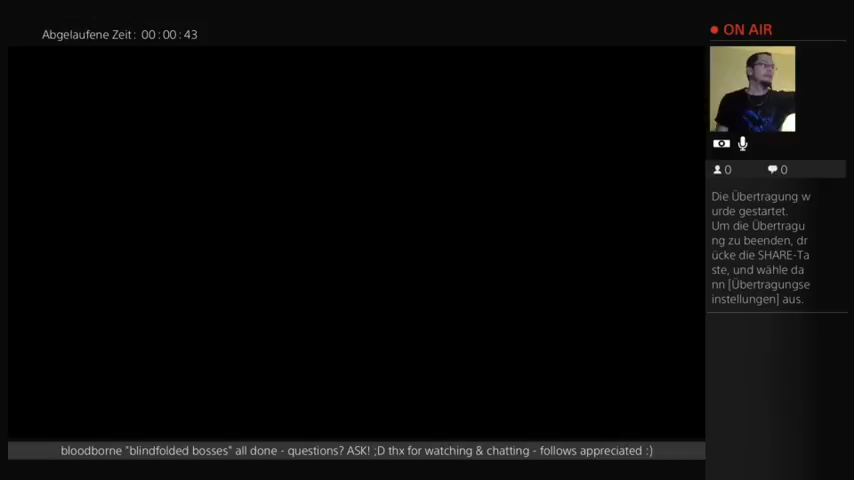 Abgelaufene Zeit: 00:00:43
ON AIR
0 0
Die Übertragung w
urde gestartet.
Um die Übertragu
ng zu beenden, dr
ücke die SHARE-Ta
ste, und wähle da
nn [Übertragungse
instellungen] aus.
bloodborne "blindfolded bosses" all done - questions? ASK! ;D thx for watching & chatting - follows appreciated :)